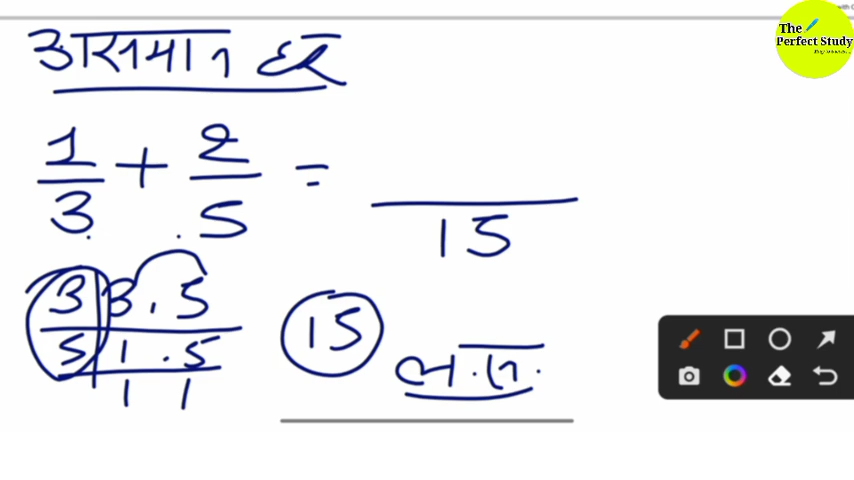 असमान हर
The
Perfect Study
1/3 + 2/5 = /15
3 | 3, 5
5 | 1, 5
1 1
15
ल.स.